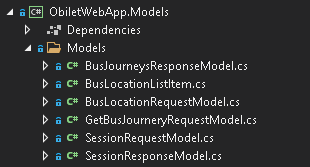 C# ObiletWebApp.Models
Dependencies
Models
C# BusJourneysResponseModel.cs
C# BusLocationListItem.cs
C# BusLocationRequestModel.cs
C# GetBusJourneryRequestModel.cs
C# SessionRequestModel.cs
C# SessionResponseModel.cs